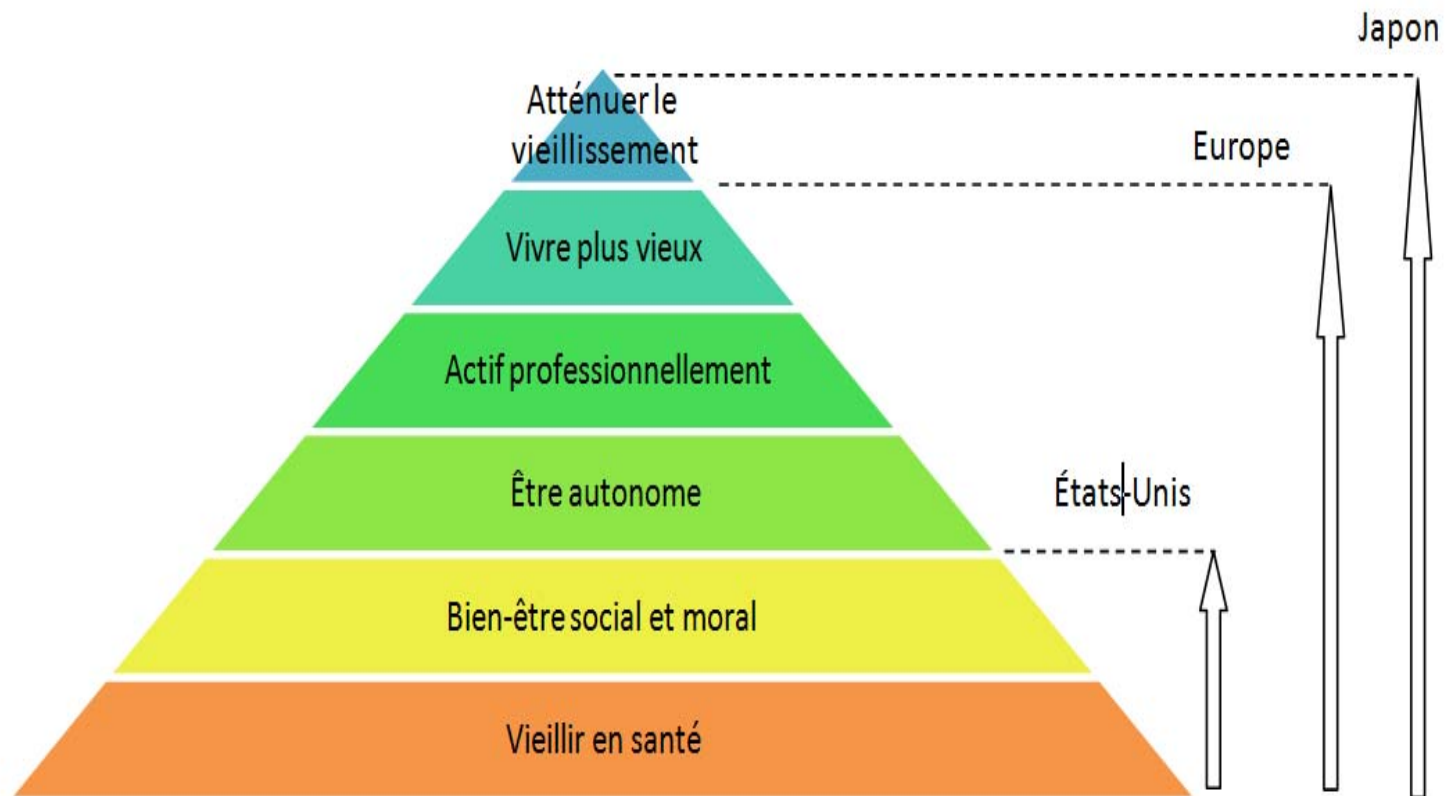 Japon
Atténuer le
vieillissement
Europe
Vivre plus vieux
Actif professionnellement
Être autonome
États-Unis
Bien-être social et moral
Vieillir en santé